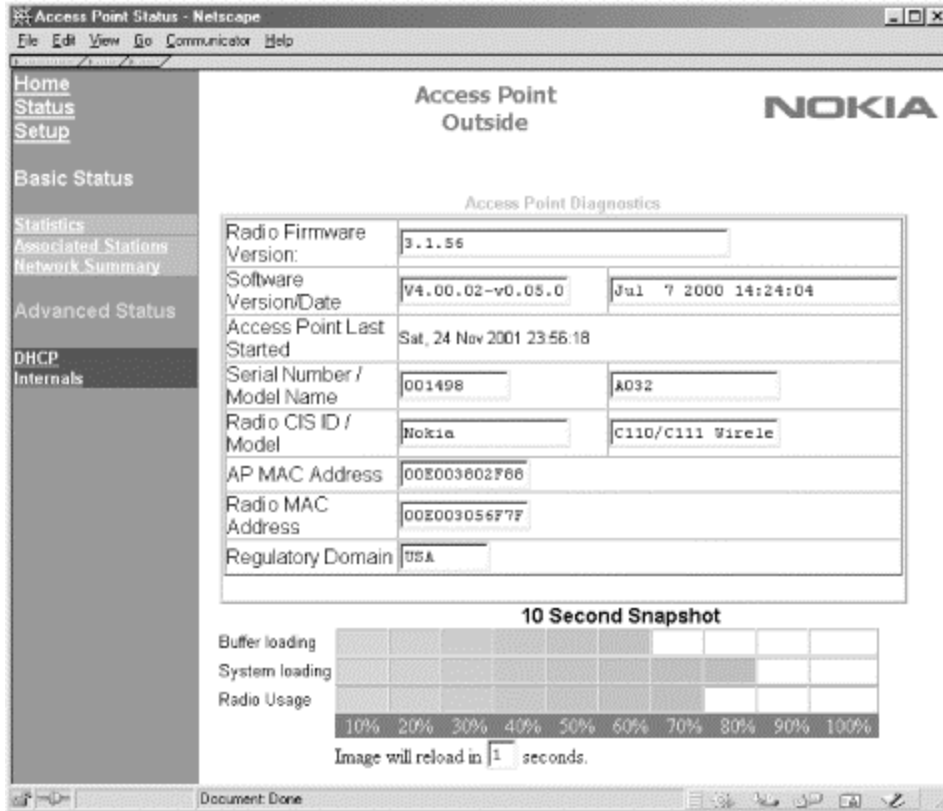 Access Point Status - Netscape
File Edit View Go Communicator Help
Home
Status
Setup
Basic Status
Statistics
Associated Stations
Network Summary
Advanced Status
DHCP
Internals
Access Point
Outside
NOKIA
Access Point Diagnostics
Radio Firmware
Version:
3.1.56
Software
Version/Date
V4.00.02-v0.05.0
Jul 7 2000 14:24:04
Access Point Last
Started
Sat, 24 Nov 2001 23:56:18
Serial Number /
Model Name
001498
A032
Radio CIS ID /
Model
Nokia
C110/C111 Wirele
AP MAC Address
00E003802F88
Radio MAC
Address
00E003056F7F
Regulatory Domain
USA
10 Second Snapshot
Buffer loading
System loading
Radio Usage
10% 20% 30% 40% 50% 60% 70% 80% 90% 100%
Image will reload in 1 seconds.
Document: Done